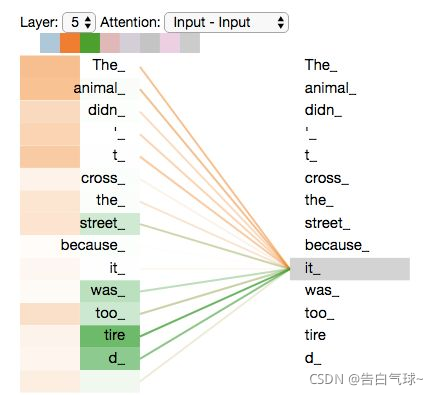 Layer: 5 Attention: Input - Input
The_ The_
animal_ animal_
didn_ didn_
'_ '_
t_ t_
cross_ cross_
the_ the_
street_ street_
because_ because_
it_ it_
was_ was_
too_ too_
tire tire
d_ d_
CSDN @告白气球~